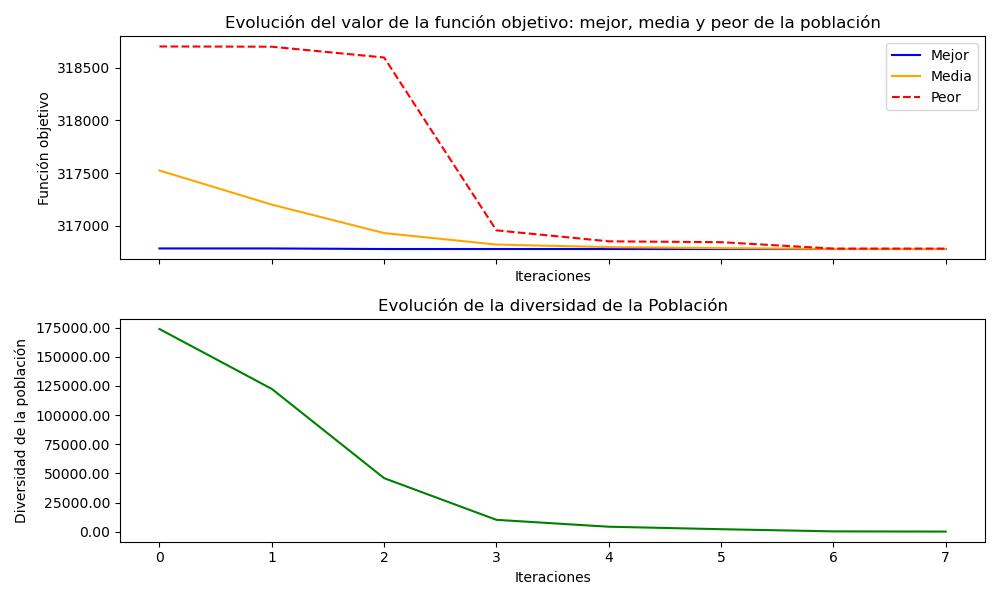 Evolución del valor de la función objetivo: mejor, media y peor de la población
318500
318000
317500
317000
Función objetivo
Mejor
Media
Peor
Iteraciones
Evolución de la diversidad de la Población
175000.00
150000.00
125000.00
100000.00
75000.00
50000.00
25000.00
0.00
Diversidad de la población
0 1 2 3 4 5 6 7
Iteraciones